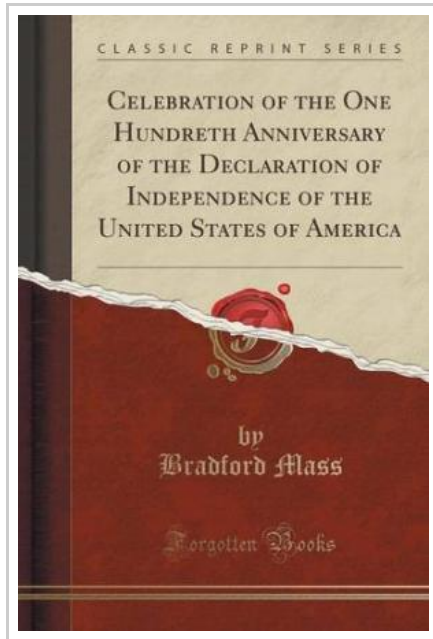 CLASSIC REPRINT SERIES
CELEBRATION OF THE ONE
HUNDRETH ANNIVERSARY
OF THE DECLARATION OF
INDEPENDENCE OF THE
UNITED STATES OF AMERICA
by
Bradford Mass
Forgotten Books